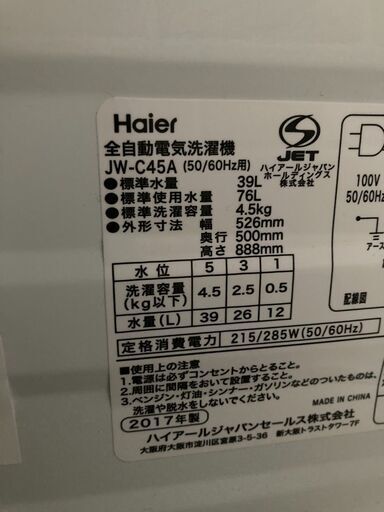 Haier
全自動電気洗濯機
JW-C45A (50/60Hz用)
JET
ハイアールジャパン
ホールディングス
株式会社
●標準水量 39L
●標準使用水量 76L
●標準洗濯容量 4.5kg
●外形寸法 幅 526mm
奥行 500mm
高さ 888mm
水位 5 3 1
洗濯容量(kg以下) 4.5 2.5 0.5
水量(L) 39 26 12
定格消費電力 215/285W(50/60Hz)
■使用上の注意
1.電源は必ずコンセントからとること。
2.周囲に間隔をおいて設置すること。
3.ベンジン・灯油・シンナー・ガソリンなどのついたものは、
洗濯や脱水をしないでください。
2017年製
MADE IN CHINA
ハイアールジャパンセールス株式会社
大阪府大阪市淀川区宮原3-5-36 新大阪トラストタワー7F
100V
50/60Hz
アース
配線図